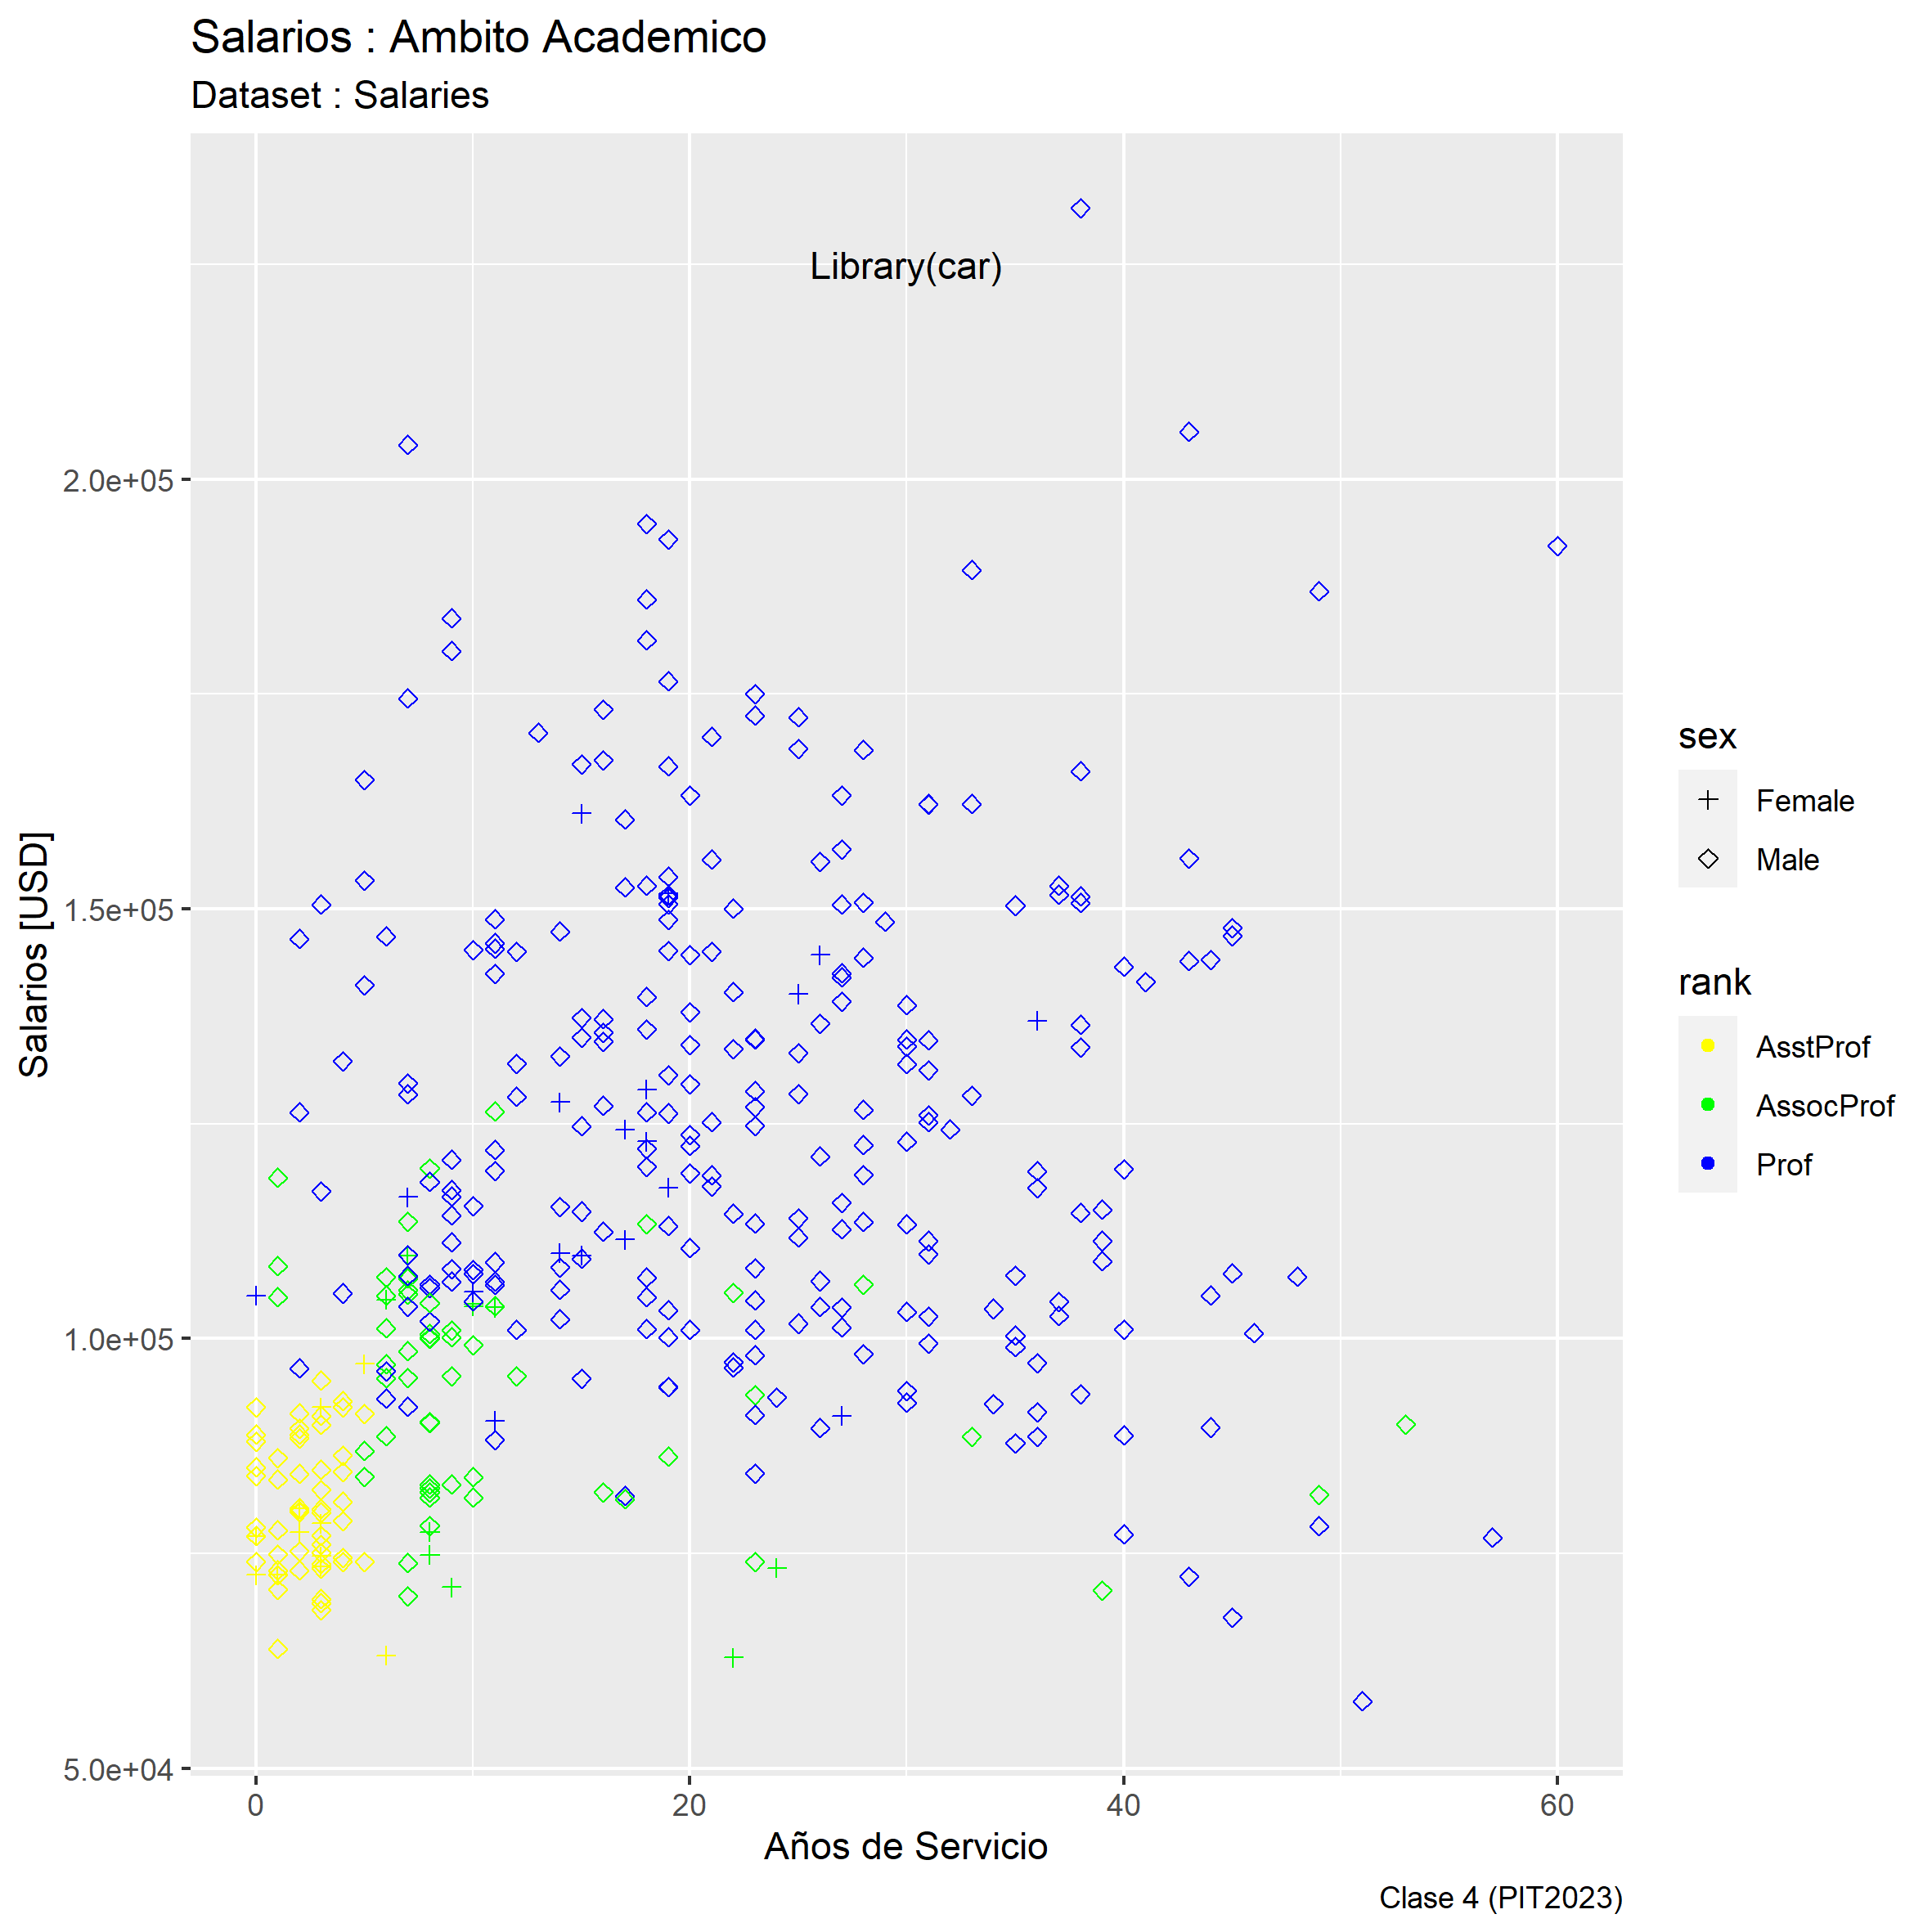 Salarios : Ambito Academico
Dataset : Salaries
Library(car)
2.0e+05
1.5e+05
1.0e+05
5.0e+04
Salarios [USD]
0 20 40 60
Años de Servicio
Clase 4 (PIT2023)
sex
Female
Male
rank
AsstProf
AssocProf
Prof